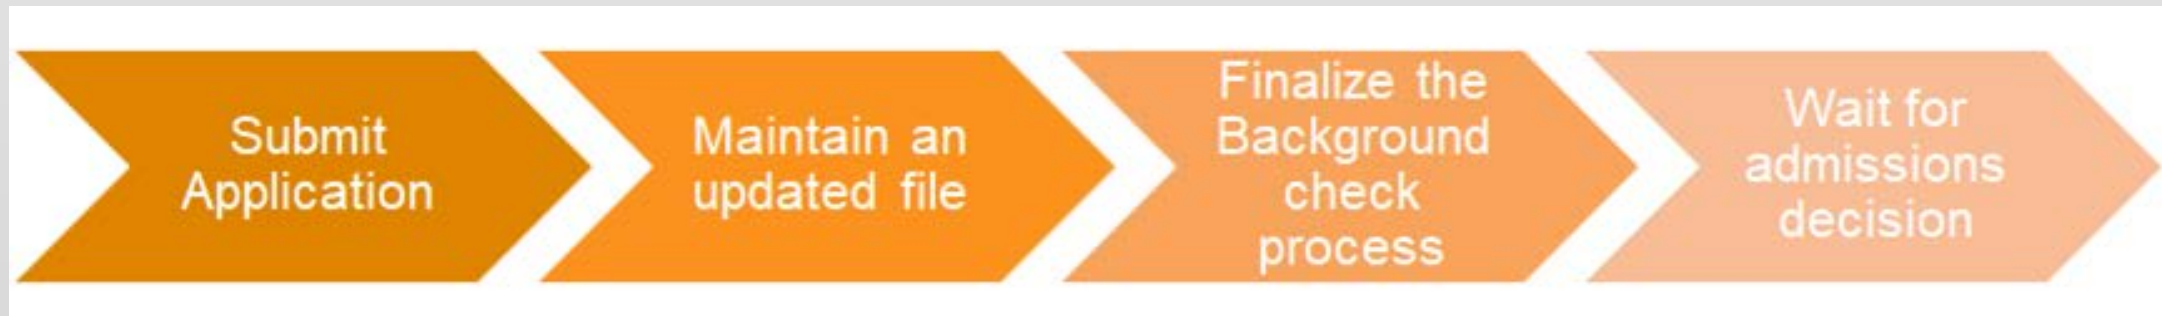 Submit
Application
Maintain an
updated file
Finalize the
Background
check
process
Wait for
admissions
decision